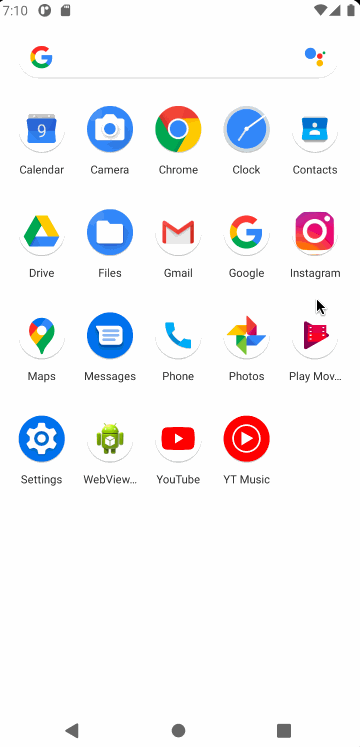 7:10
G
9
Calendar
Camera
Chrome
Clock
Contacts
Drive
Files
Gmail
Google
Instagram
Maps
Messages
Phone
Photos
Play Mov...
Settings
WebView...
YouTube
YT Music